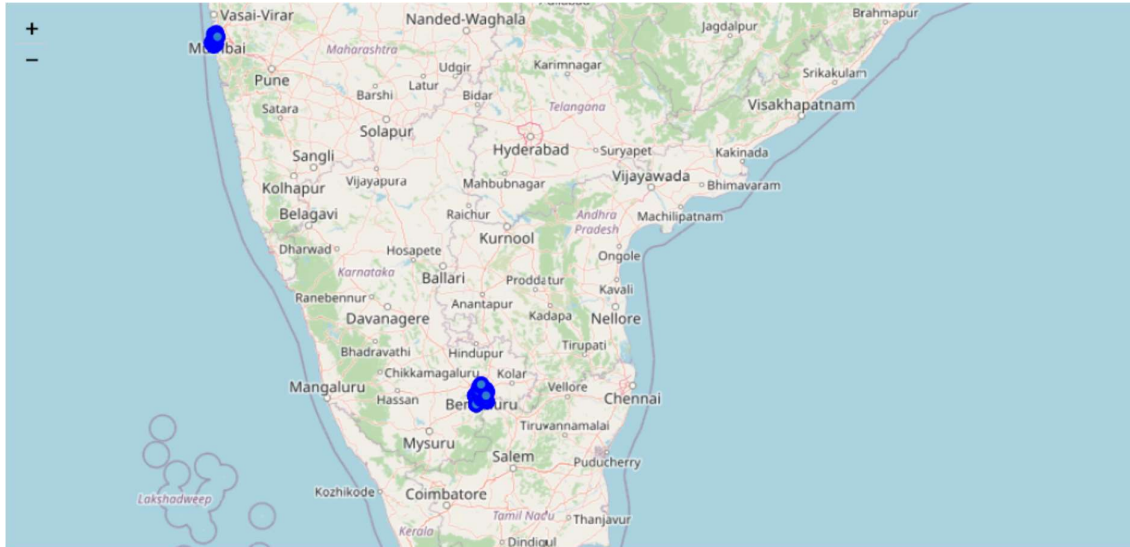 +
−
Vasai-Virar
Nanded-Waghala
Brahmapur
Jagdalpur
Mumbai
Maharashtra
Udgir
Karimnagar
Srikakulam
Pune
Latur
Barshi
Bidar
Satara
Telangana
Visakhapatnam
Solapur
Hyderabad
Suryapet
Kakinada
Sangli
Vijayapura
Mahbubnagar
Vijayawada
Bhimavaram
Kolhapur
Belagavi
Raichur
Andhra
Pradesh
Machilipatnam
Kurnool
Dharwad
Hosapete
Ongole
Karnataka
Ballari
Proddatur
Kavali
Ranebennur
Anantapur
Davanagere
Kadapa
Nellore
Bhadravathi
Hindupur
Tirupati
Chikkamagaluru
Kolar
Mangaluru
Hassan
Vellore
Chennai
Bengaluru
Tiruvannamalai
Mysuru
Salem
Puducherry
Lakshadweep
Kozhikode
Coimbatore
Tamil Nadu
Thanjavur
Kerala
Dindigul